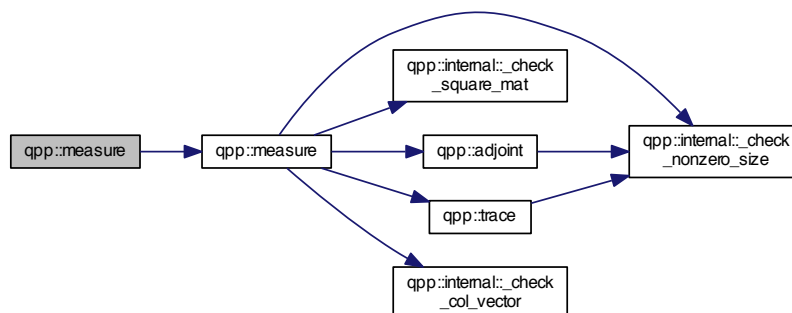 qpp::measure
qpp::measure
qpp::internal::_check
_square_mat
qpp::adjoint
qpp::trace
qpp::internal::_check
_col_vector
qpp::internal::_check
_nonzero_size